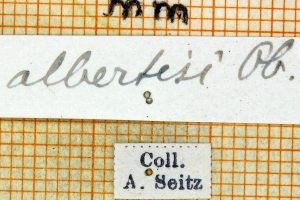 mm
albertisi Ob.
Coll.
A. Seitz